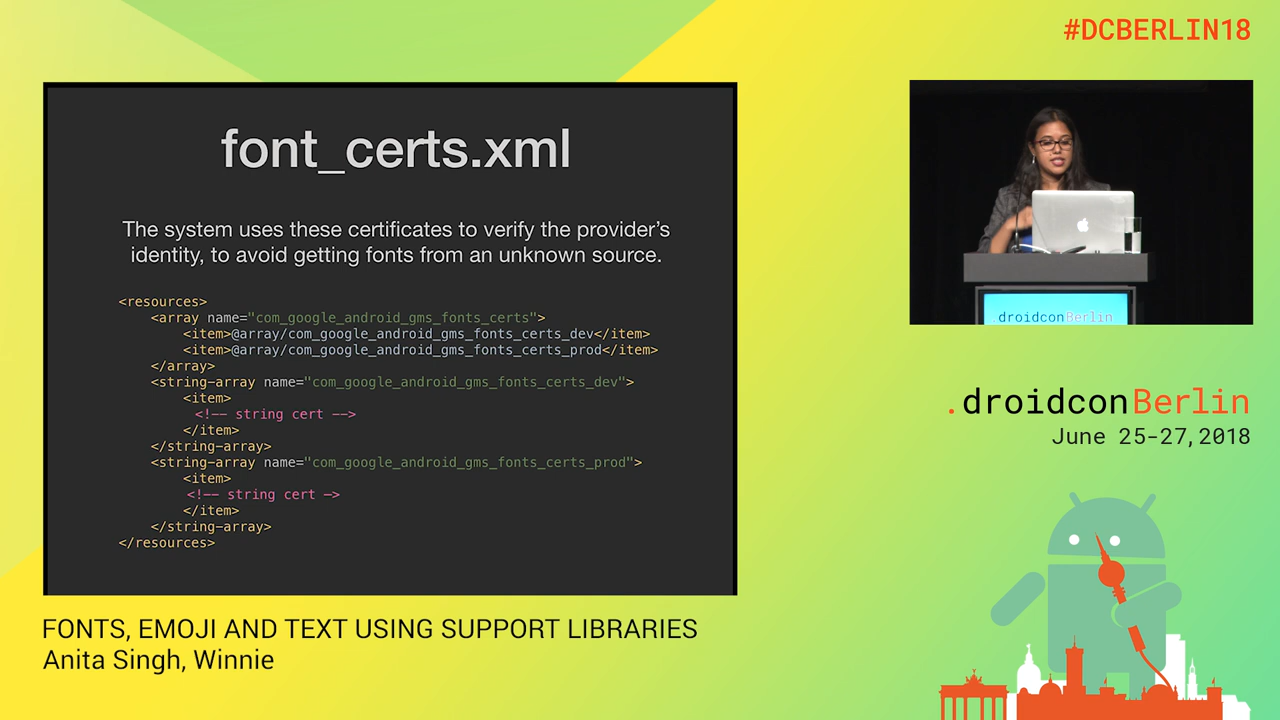 #DCBERLIN18
font_certs.xml
The system uses these certificates to verify the provider's
identity, to avoid getting fonts from an unknown source.
<resources>
<array name="com_google_android_gms_fonts_certs">
<item>@array/com_google_android_gms_fonts_certs_dev</item>
<item>@array/com_google_android_gms_fonts_certs_prod</item>
</array>
<string-array name="com_google_android_gms_fonts_certs_dev">
<item>
<!-- string cert -->
</item>
</string-array>
<string-array name="com_google_android_gms_fonts_certs_prod">
<item>
<!-- string cert ->
</item>
</string-array>
</resources>
.droidconBerlin
.droidconBerlin
June 25-27, 2018
FONTS, EMOJI AND TEXT USING SUPPORT LIBRARIES
Anita Singh, Winnie